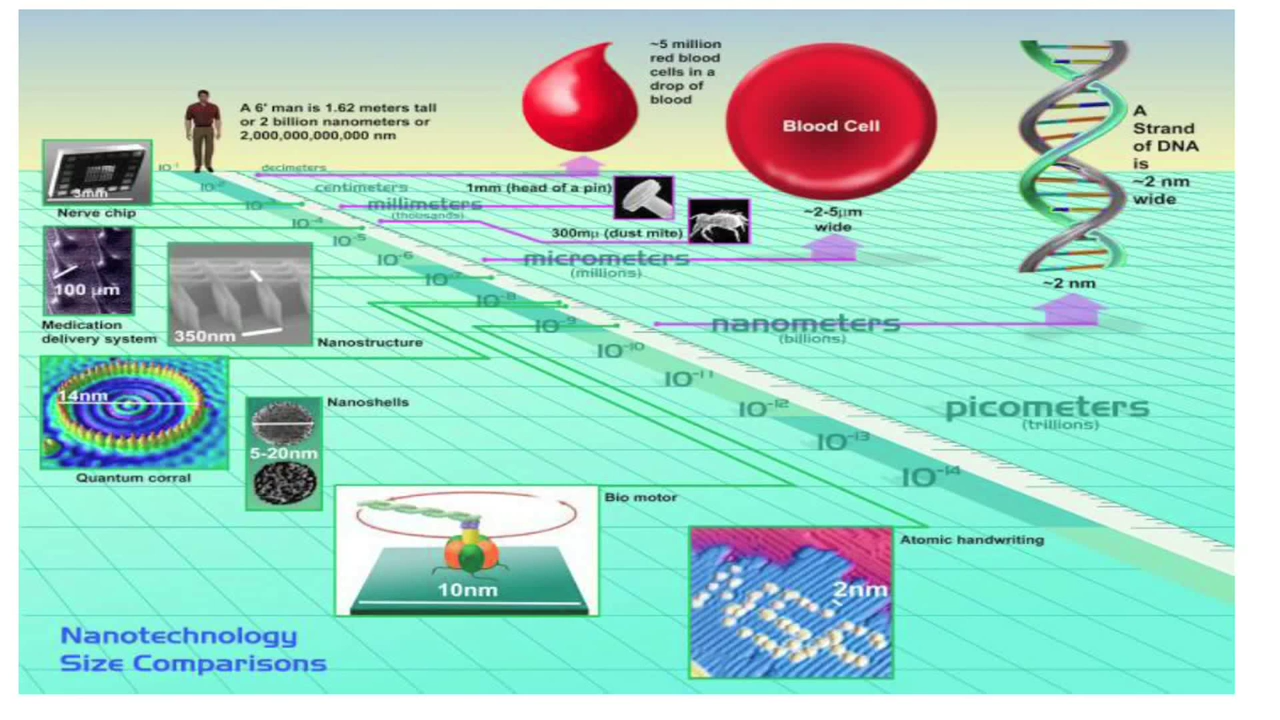 A 6' man is 1.62 meters tall
or 2 billion nanometers or
2,000,000,000,000 nm
~5 million
red blood
cells in a
drop of
blood
Blood Cell
~2-5µm
wide
A
Strand
of DNA
is
~2 nm
wide
~2 nm
3mm
Nerve chip
10-1
10-2
10-3
10-4
10-5
10-6
10-7
10-8
10-9
10-10
10-11
10-12
10-13
10-14
decimeters
centimeters
1mm (head of a pin)
millimeters
(thousands)
300mµ (dust mite)
micrometers
(millions)
nanometers
(billions)
picometers
(trillions)
100 µm
Medication
delivery system
350nm
Nanostructure
14nm
Quantum corral
Nanoshells
5-20nm
Bio motor
10nm
Atomic handwriting
2nm
Nanotechnology
Size Comparisons